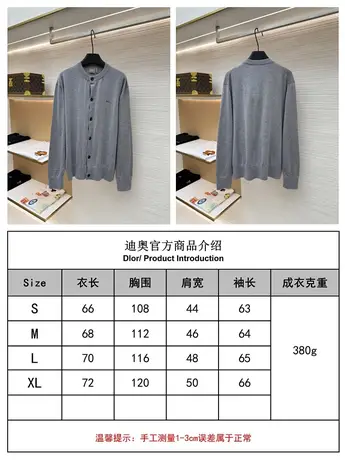 迪奥官方商品介绍
DIor/ Product Introduction
Size 衣长 胸围 肩宽 袖长 成衣克重
S 66 108 44 63
M 68 112 46 64
L 70 116 48 65
XL 72 120 50 66
380g
温馨提示：手工测量1-3cm误差属于正常